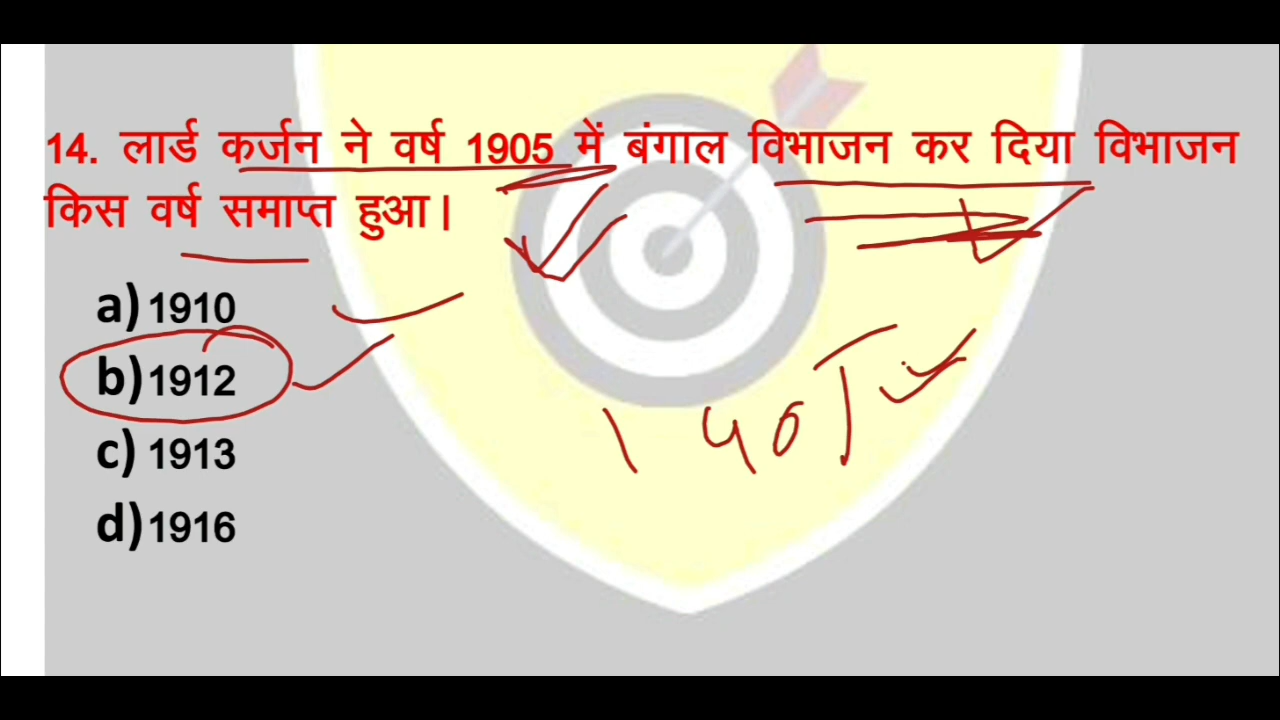 14. लार्ड कर्जन ने वर्ष 1905 में बंगाल विभाजन कर दिया विभाजन
किस वर्ष समाप्त हुआ।
a) 1910
b) 1912
c) 1913
d) 1916